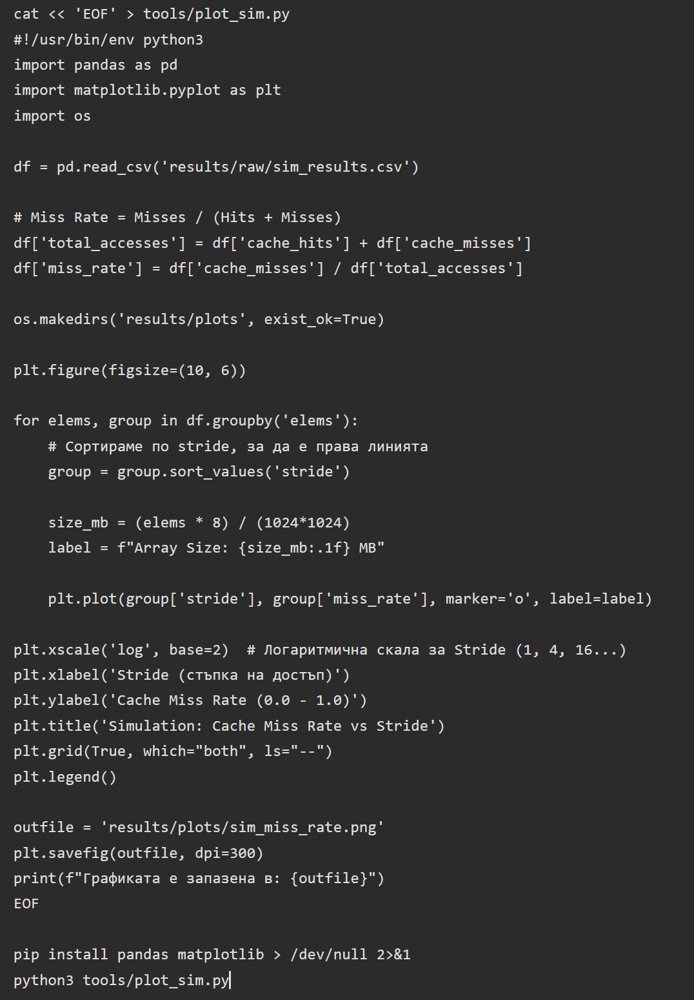 cat << 'EOF' > tools/plot_sim.py
#!/usr/bin/env python3
import pandas as pd
import matplotlib.pyplot as plt
import os

df = pd.read_csv('results/raw/sim_results.csv')

# Miss Rate = Misses / (Hits + Misses)
df['total_accesses'] = df['cache_hits'] + df['cache_misses']
df['miss_rate'] = df['cache_misses'] / df['total_accesses']

os.makedirs('results/plots', exist_ok=True)

plt.figure(figsize=(10, 6))

for elems, group in df.groupby('elems'):
    # Сортираме по stride, за да е права линията
    group = group.sort_values('stride')

    size_mb = (elems * 8) / (1024*1024)
    label = f"Array Size: {size_mb:.1f} MB"

    plt.plot(group['stride'], group['miss_rate'], marker='o', label=label)

plt.xscale('log', base=2)  # Логаритмична скала за Stride (1, 4, 16...)
plt.xlabel('Stride (стъпка на достъп)')
plt.ylabel('Cache Miss Rate (0.0 - 1.0)')
plt.title('Simulation: Cache Miss Rate vs Stride')
plt.grid(True, which="both", ls="--")
plt.legend()

outfile = 'results/plots/sim_miss_rate.png'
plt.savefig(outfile, dpi=300)
print(f"Графиката е запазена в: {outfile}")
EOF

pip install pandas matplotlib > /dev/null 2>&1
python3 tools/plot_sim.py